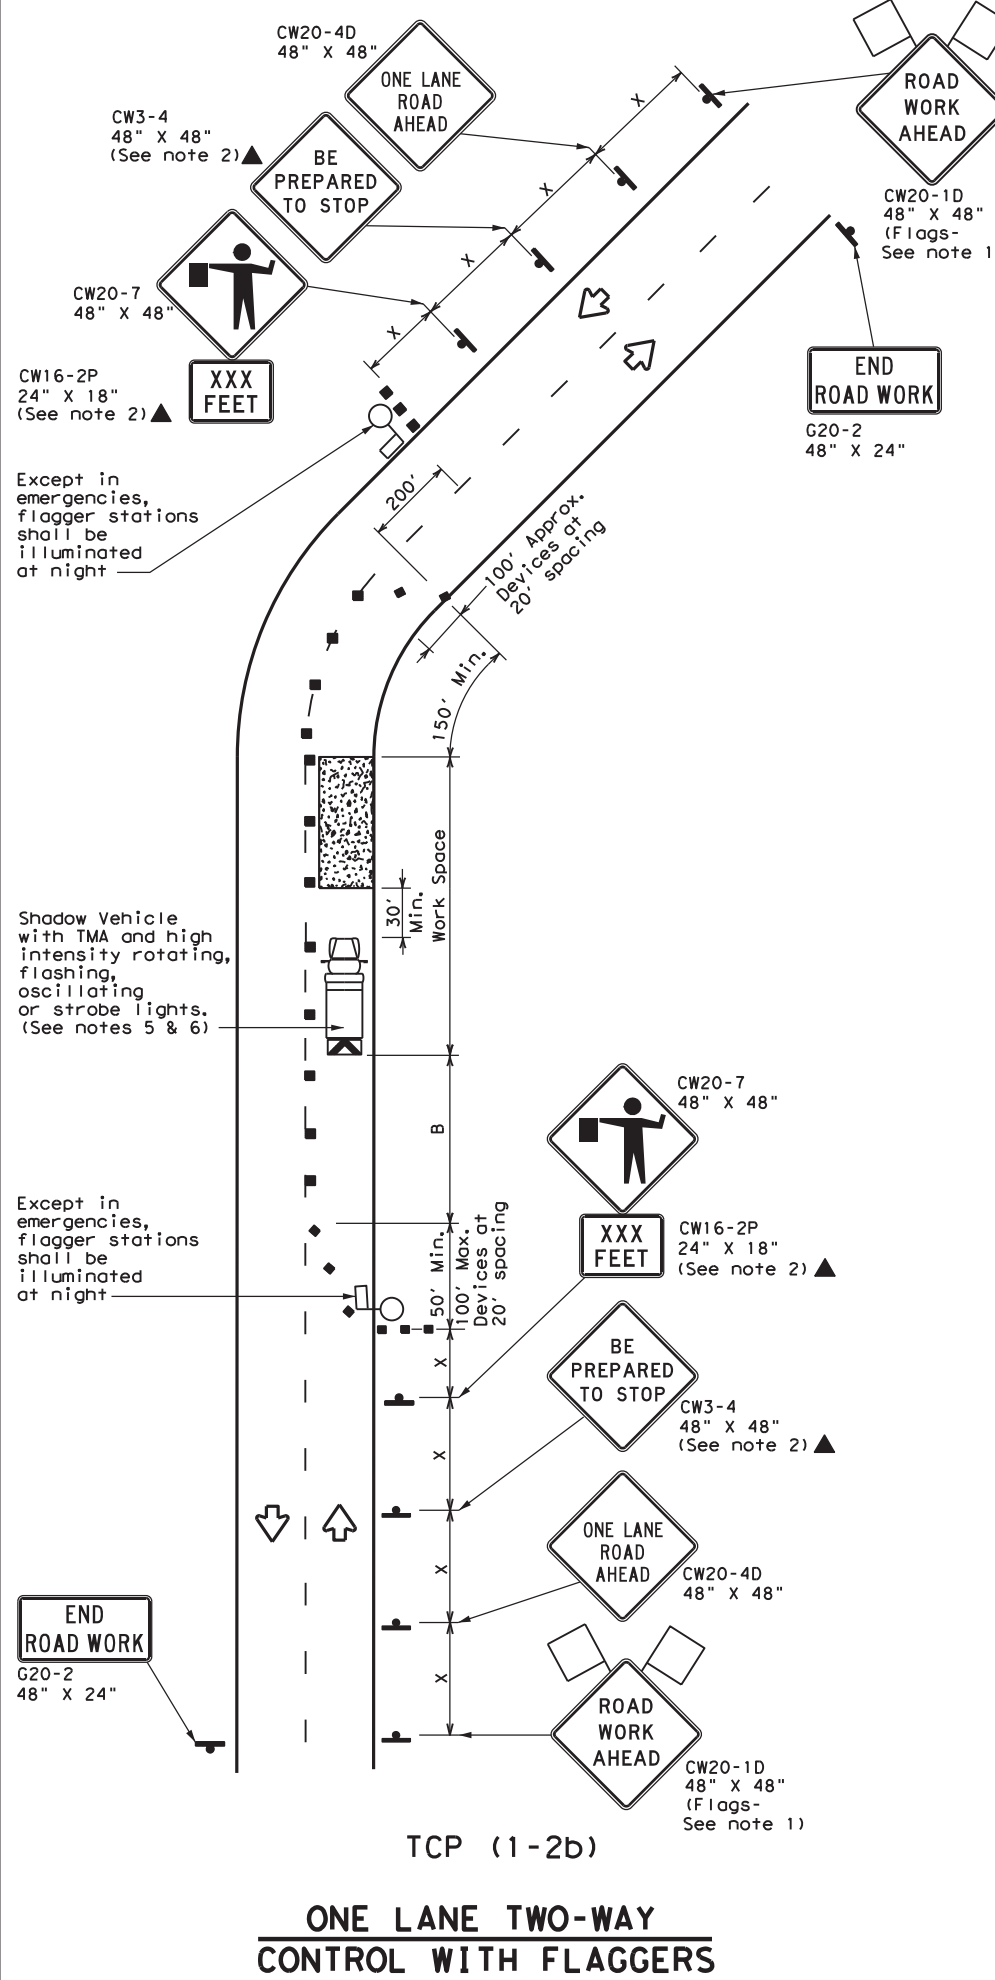 CW20-4D
48" X 48"
ONE LANE
ROAD
AHEAD
CW3-4
48" X 48"
(See note 2)
BE
PREPARED
TO STOP
CW20-7
48" X 48"
CW16-2P
24" X 18"
(See note 2)
XXX
FEET
X
X
X
X
ROAD
WORK
AHEAD
CW20-1D
48" X 48"
(Flags-
See note 1
END
ROAD WORK
G20-2
48" X 24"
Except in
emergencies,
flagger stations
shall be
illuminated
at night
200'
100' Approx.
Devices at
20' spacing
150' Min.
30'
Min.
Work Space
Shadow Vehicle
with TMA and high
intensity rotating,
flashing,
oscillating
or strobe lights.
(See notes 5 & 6)
B
CW20-7
48" X 48"
XXX
FEET
CW16-2P
24" X 18"
(See note 2)
Except in
emergencies,
flagger stations
shall be
illuminated
at night
50' Min.
100' Max.
Devices at
20' spacing
X
X
X
X
BE
PREPARED
TO STOP
CW3-4
48" X 48"
(See note 2)
ONE LANE
ROAD
AHEAD
CW20-4D
48" X 48"
END
ROAD WORK
G20-2
48" X 24"
ROAD
WORK
AHEAD
CW20-1D
48" X 48"
(Flags-
See note 1)
TCP (1-2b)
ONE LANE TWO-WAY
CONTROL WITH FLAGGERS